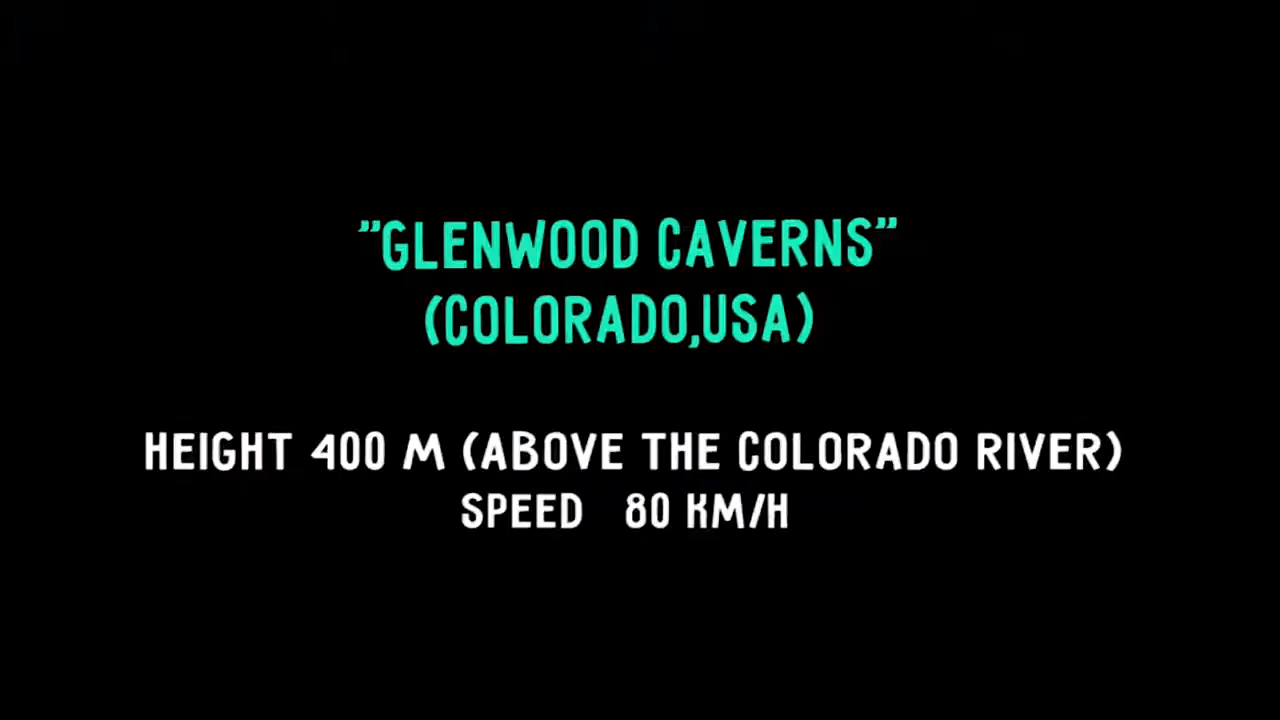 "GLENWOOD CAVERNS"
(COLORADO,USA)
HEIGHT 400 M (ABOVE THE COLORADO RIVER)
SPEED 80 KM/H